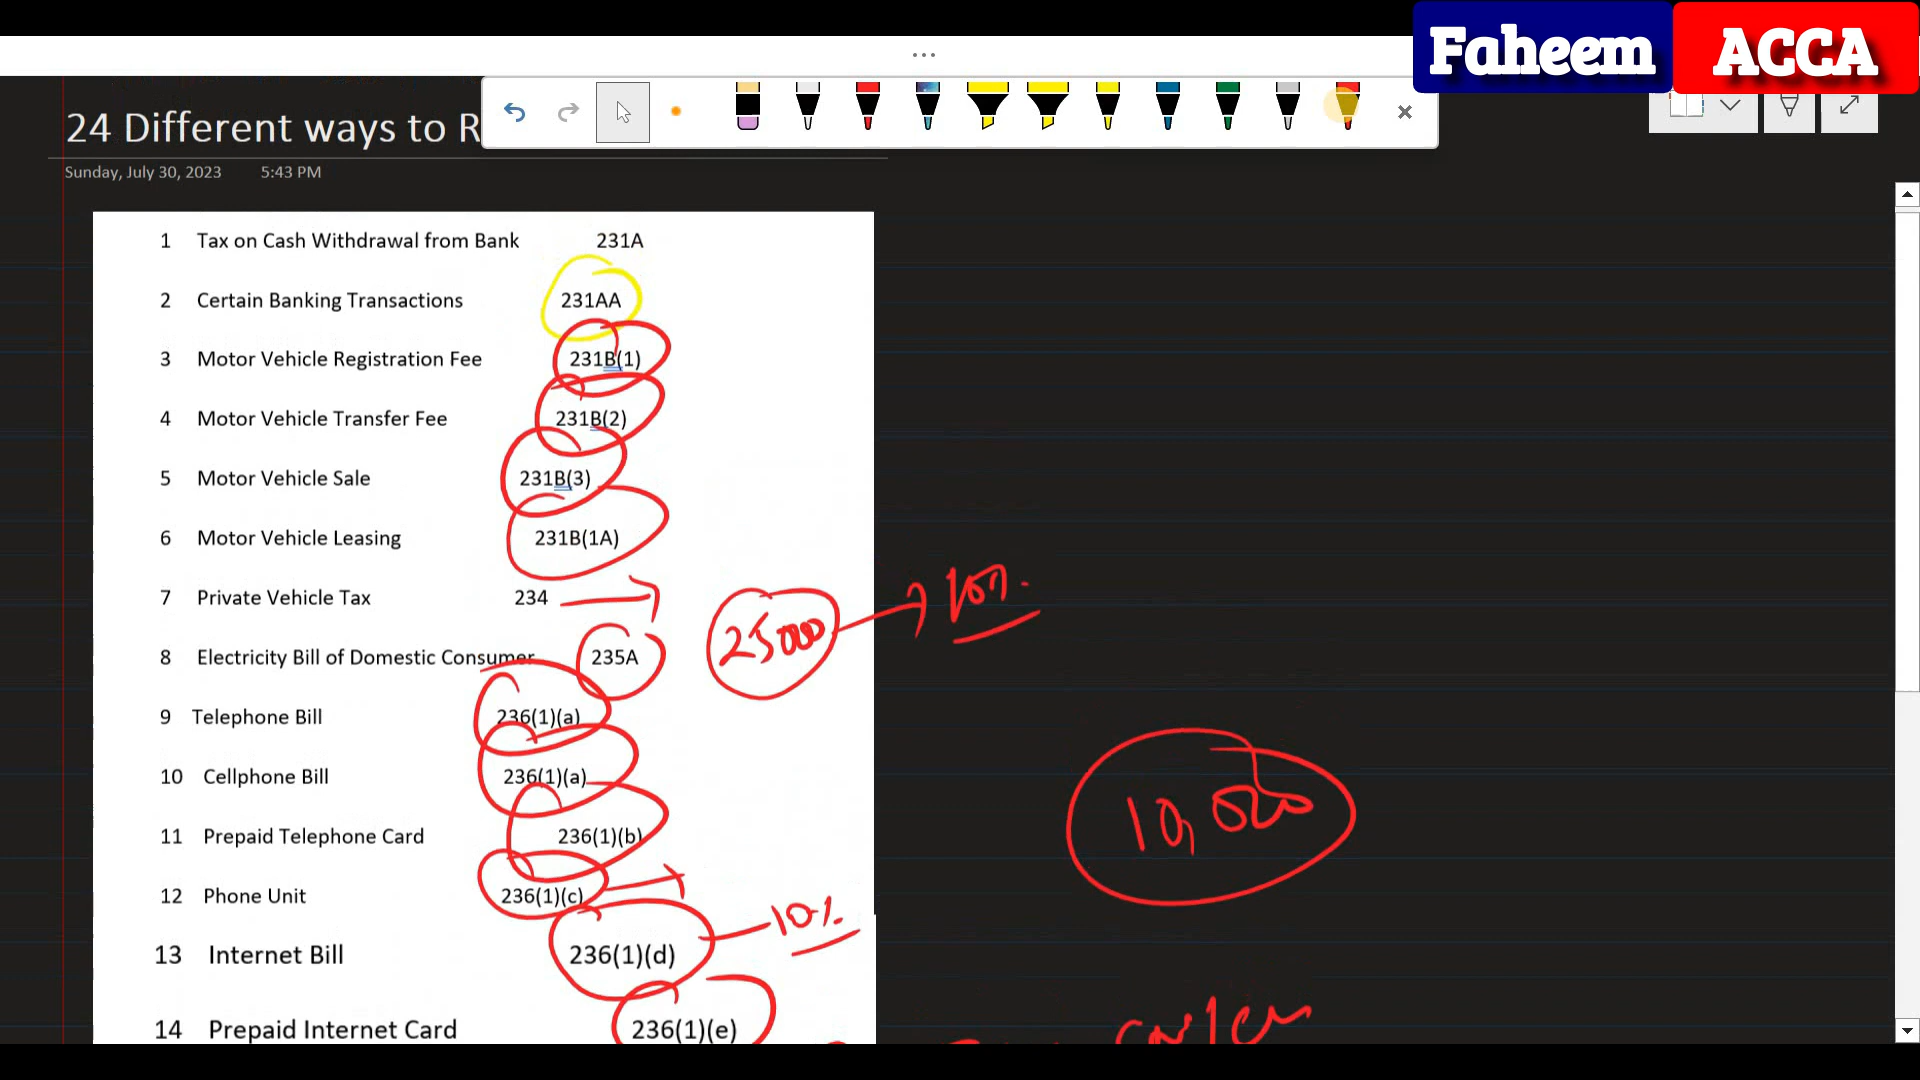 Faheem ACCA
24 Different ways to R
Sunday, July 30, 2023 5:43 PM
1 Tax on Cash Withdrawal from Bank 231A
2 Certain Banking Transactions 231AA
3 Motor Vehicle Registration Fee 231B(1)
4 Motor Vehicle Transfer Fee 231B(2)
5 Motor Vehicle Sale 231B(3)
6 Motor Vehicle Leasing 231B(1A)
7 Private Vehicle Tax 234
8 Electricity Bill of Domestic Consumer 235A
25000
9 Telephone Bill 236(1)(a)
10 Cellphone Bill 236(1)(a)
10,000
11 Prepaid Telephone Card 236(1)(b)
12 Phone Unit 236(1)(c)
10%
13 Internet Bill 236(1)(d)
14 Prepaid Internet Card 236(1)(e)